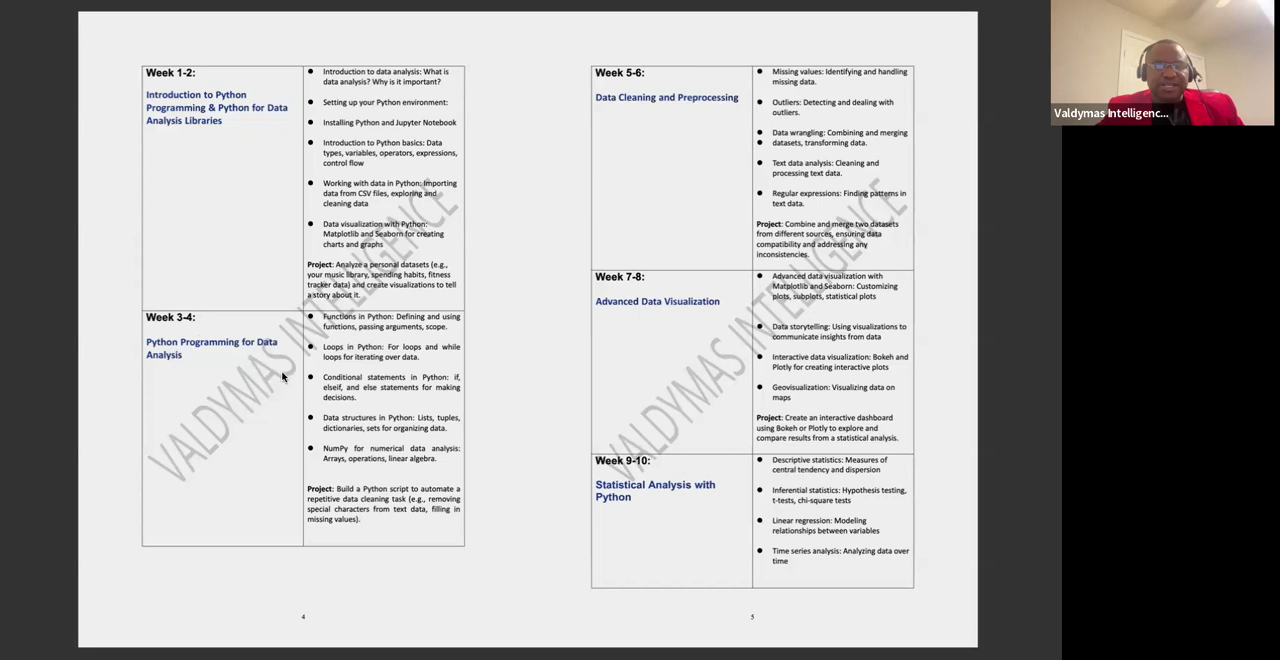 Week 1-2:
Introduction to Python
Programming & Python for Data
Analysis Libraries
Introduction to data analysis: What is
data analysis? Why is it important?
Setting up your Python environment:
Installing Python and Jupyter Notebook
Introduction to Python basics: Data
types, variables, operators, expressions,
control flow
Working with data in Python: Importing
data from CSV files, exploring and
cleaning data
Data visualization with Python:
Matplotlib and Seaborn for creating
charts and graphs
Project: Analyze a personal datasets (e.g.,
your music library, spending habits, fitness
tracker data) and create visualizations to tell
a story about it.
Week 3-4:
Python Programming for Data
Analysis
Functions in Python: Defining and using
functions, passing arguments, scope.
Loops in Python: For loops and while
loops for iterating over data.
Conditional statements in Python: if,
elseif, and else statements for making
decisions.
Data structures in Python: Lists, tuples,
dictionaries, sets for organizing data.
NumPy for numerical data analysis:
Arrays, operations, linear algebra.
Project: Build a Python script to automate a
repetitive data cleaning task (e.g., removing
special characters from text data, filling in
missing values).
VALDYMAS INTELLIGENCE
4
Week 5-6:
Data Cleaning and Preprocessing
Missing values: Identifying and handling
missing data.
Outliers: Detecting and dealing with
outliers.
Data wrangling: Combining and merging
datasets, transforming data.
Text data analysis: Cleaning and
processing text data.
Regular expressions: Finding patterns in
text data.
Project: Combine and merge two datasets
from different sources, ensuring data
compatibility and addressing any
inconsistencies.
Week 7-8:
Advanced Data Visualization
Advanced data visualization with
Matplotlib and Seaborn: Customizing
plots, subplots, statistical plots
Data storytelling: Using visualizations to
communicate insights from data
Interactive data visualization: Bokeh and
Plotly for creating interactive plots
Geovisualization: Visualizing data on
maps
Project: Create an interactive dashboard
using Bokeh or Plotly to explore and
compare results from a statistical analysis.
Week 9-10:
Statistical Analysis with
Python
Descriptive statistics: Measures of
central tendency and dispersion
Inferential statistics: Hypothesis testing,
t-tests, chi-square tests
Linear regression: Modeling
relationships between variables
Time series analysis: Analyzing data over
time
VALDYMAS INTELLIGENCE
5
Valdymas Intelligenc...